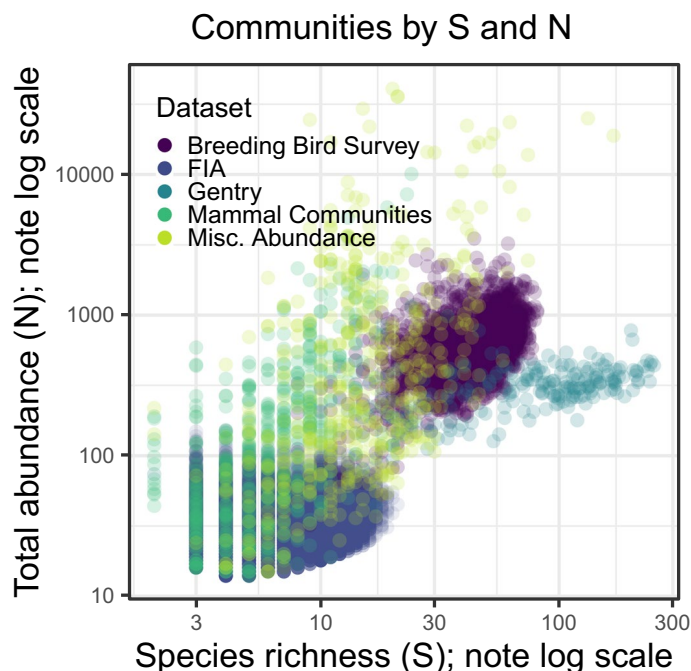 Communities by S and N
Total abundance (N); note log scale
Dataset
Breeding Bird Survey
FIA
Gentry
Mammal Communities
Misc. Abundance
10000
1000
100
10
3 10 30 100 300
Species richness (S); note log scale